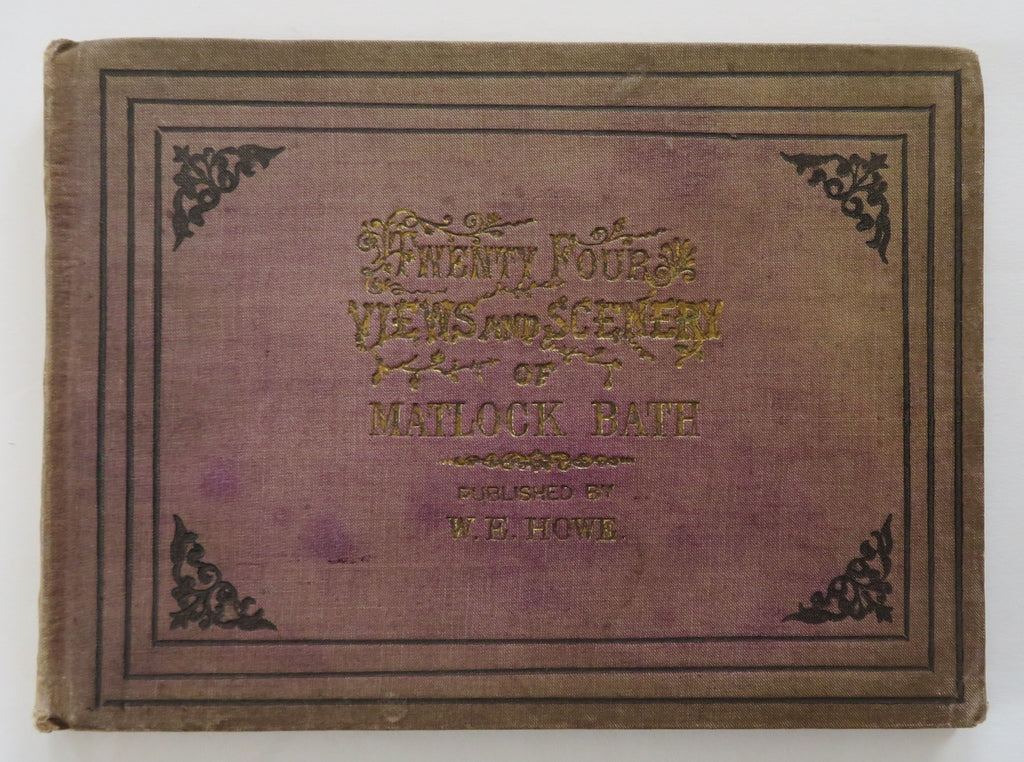 TWENTY FOUR
VIEWS AND SCENERY
OF
MATLOCK BATH
PUBLISHED BY
W. E. HOWE.